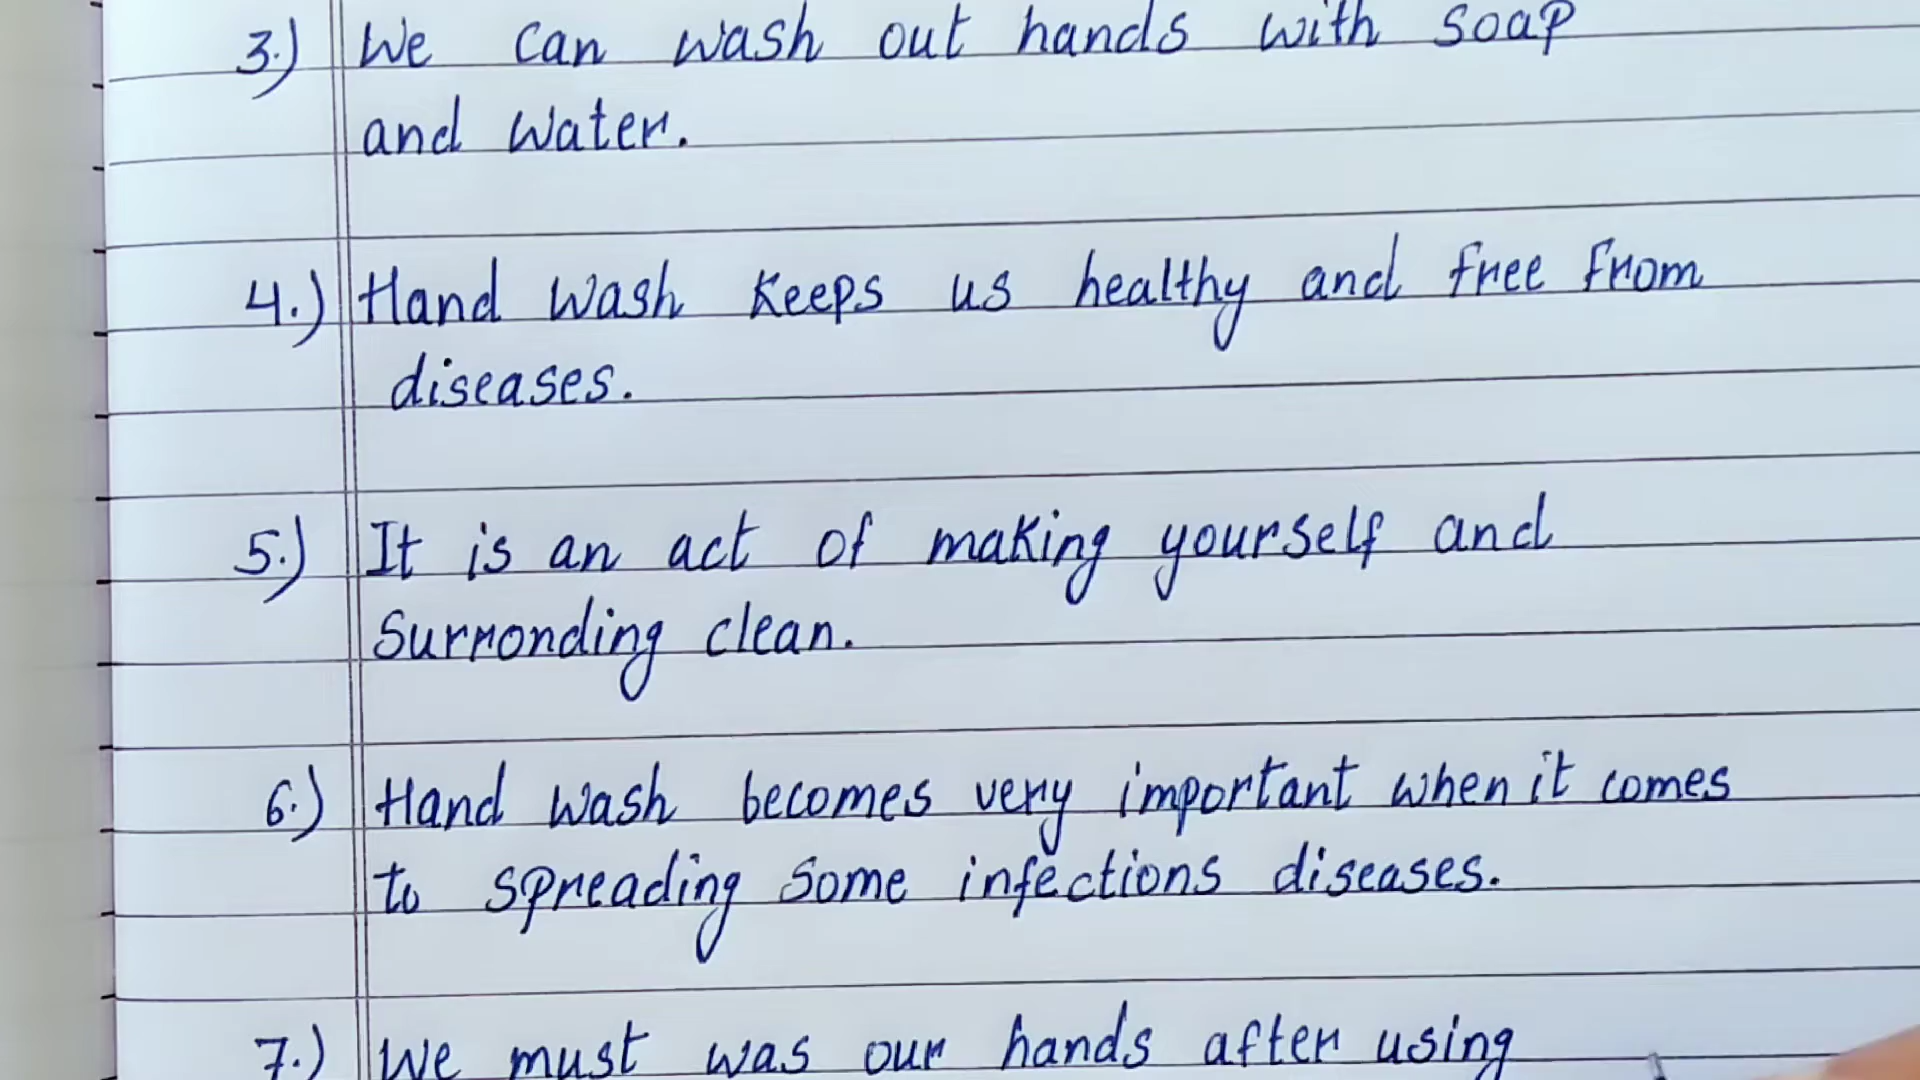 3.) We can wash out hands with soap
and water.
4.) Hand wash keeps us healthy and free from
diseases.
5.) It is an act of making yourself and
Surronding clean.
6.) Hand wash becomes very important when it comes
to spreading some infections diseases.
7.) We must was our hands after using